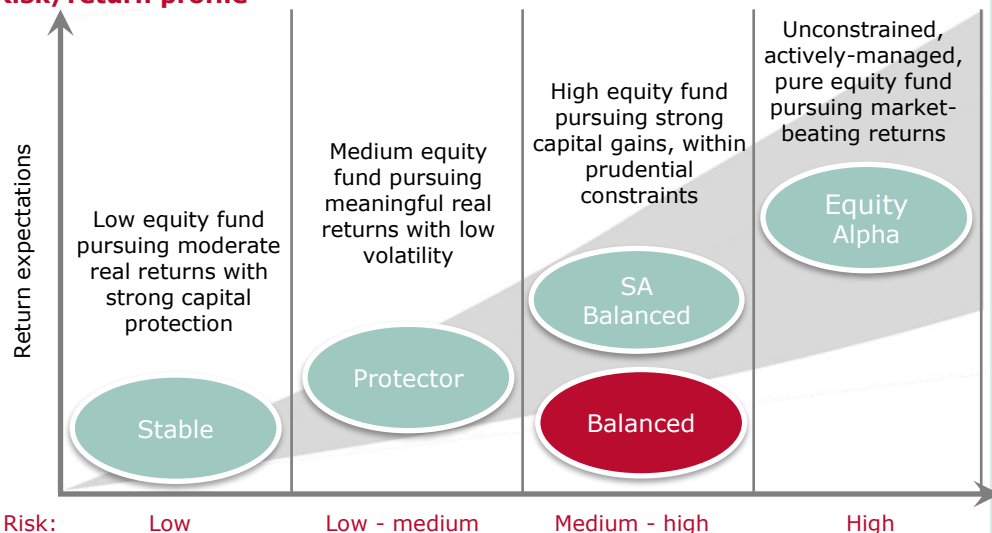 Risk/return profile
Return expectations
Low equity fund
pursuing moderate
real returns with
strong capital
protection
Stable
Medium equity
fund pursuing
meaningful real
returns with low
volatility
Protector
High equity fund
pursuing strong
capital gains, within
prudential
constraints
SA
Balanced
Balanced
Unconstrained,
actively-managed,
pure equity fund
pursuing market-
beating returns
Equity
Alpha
Risk: Low Low - medium Medium - high High